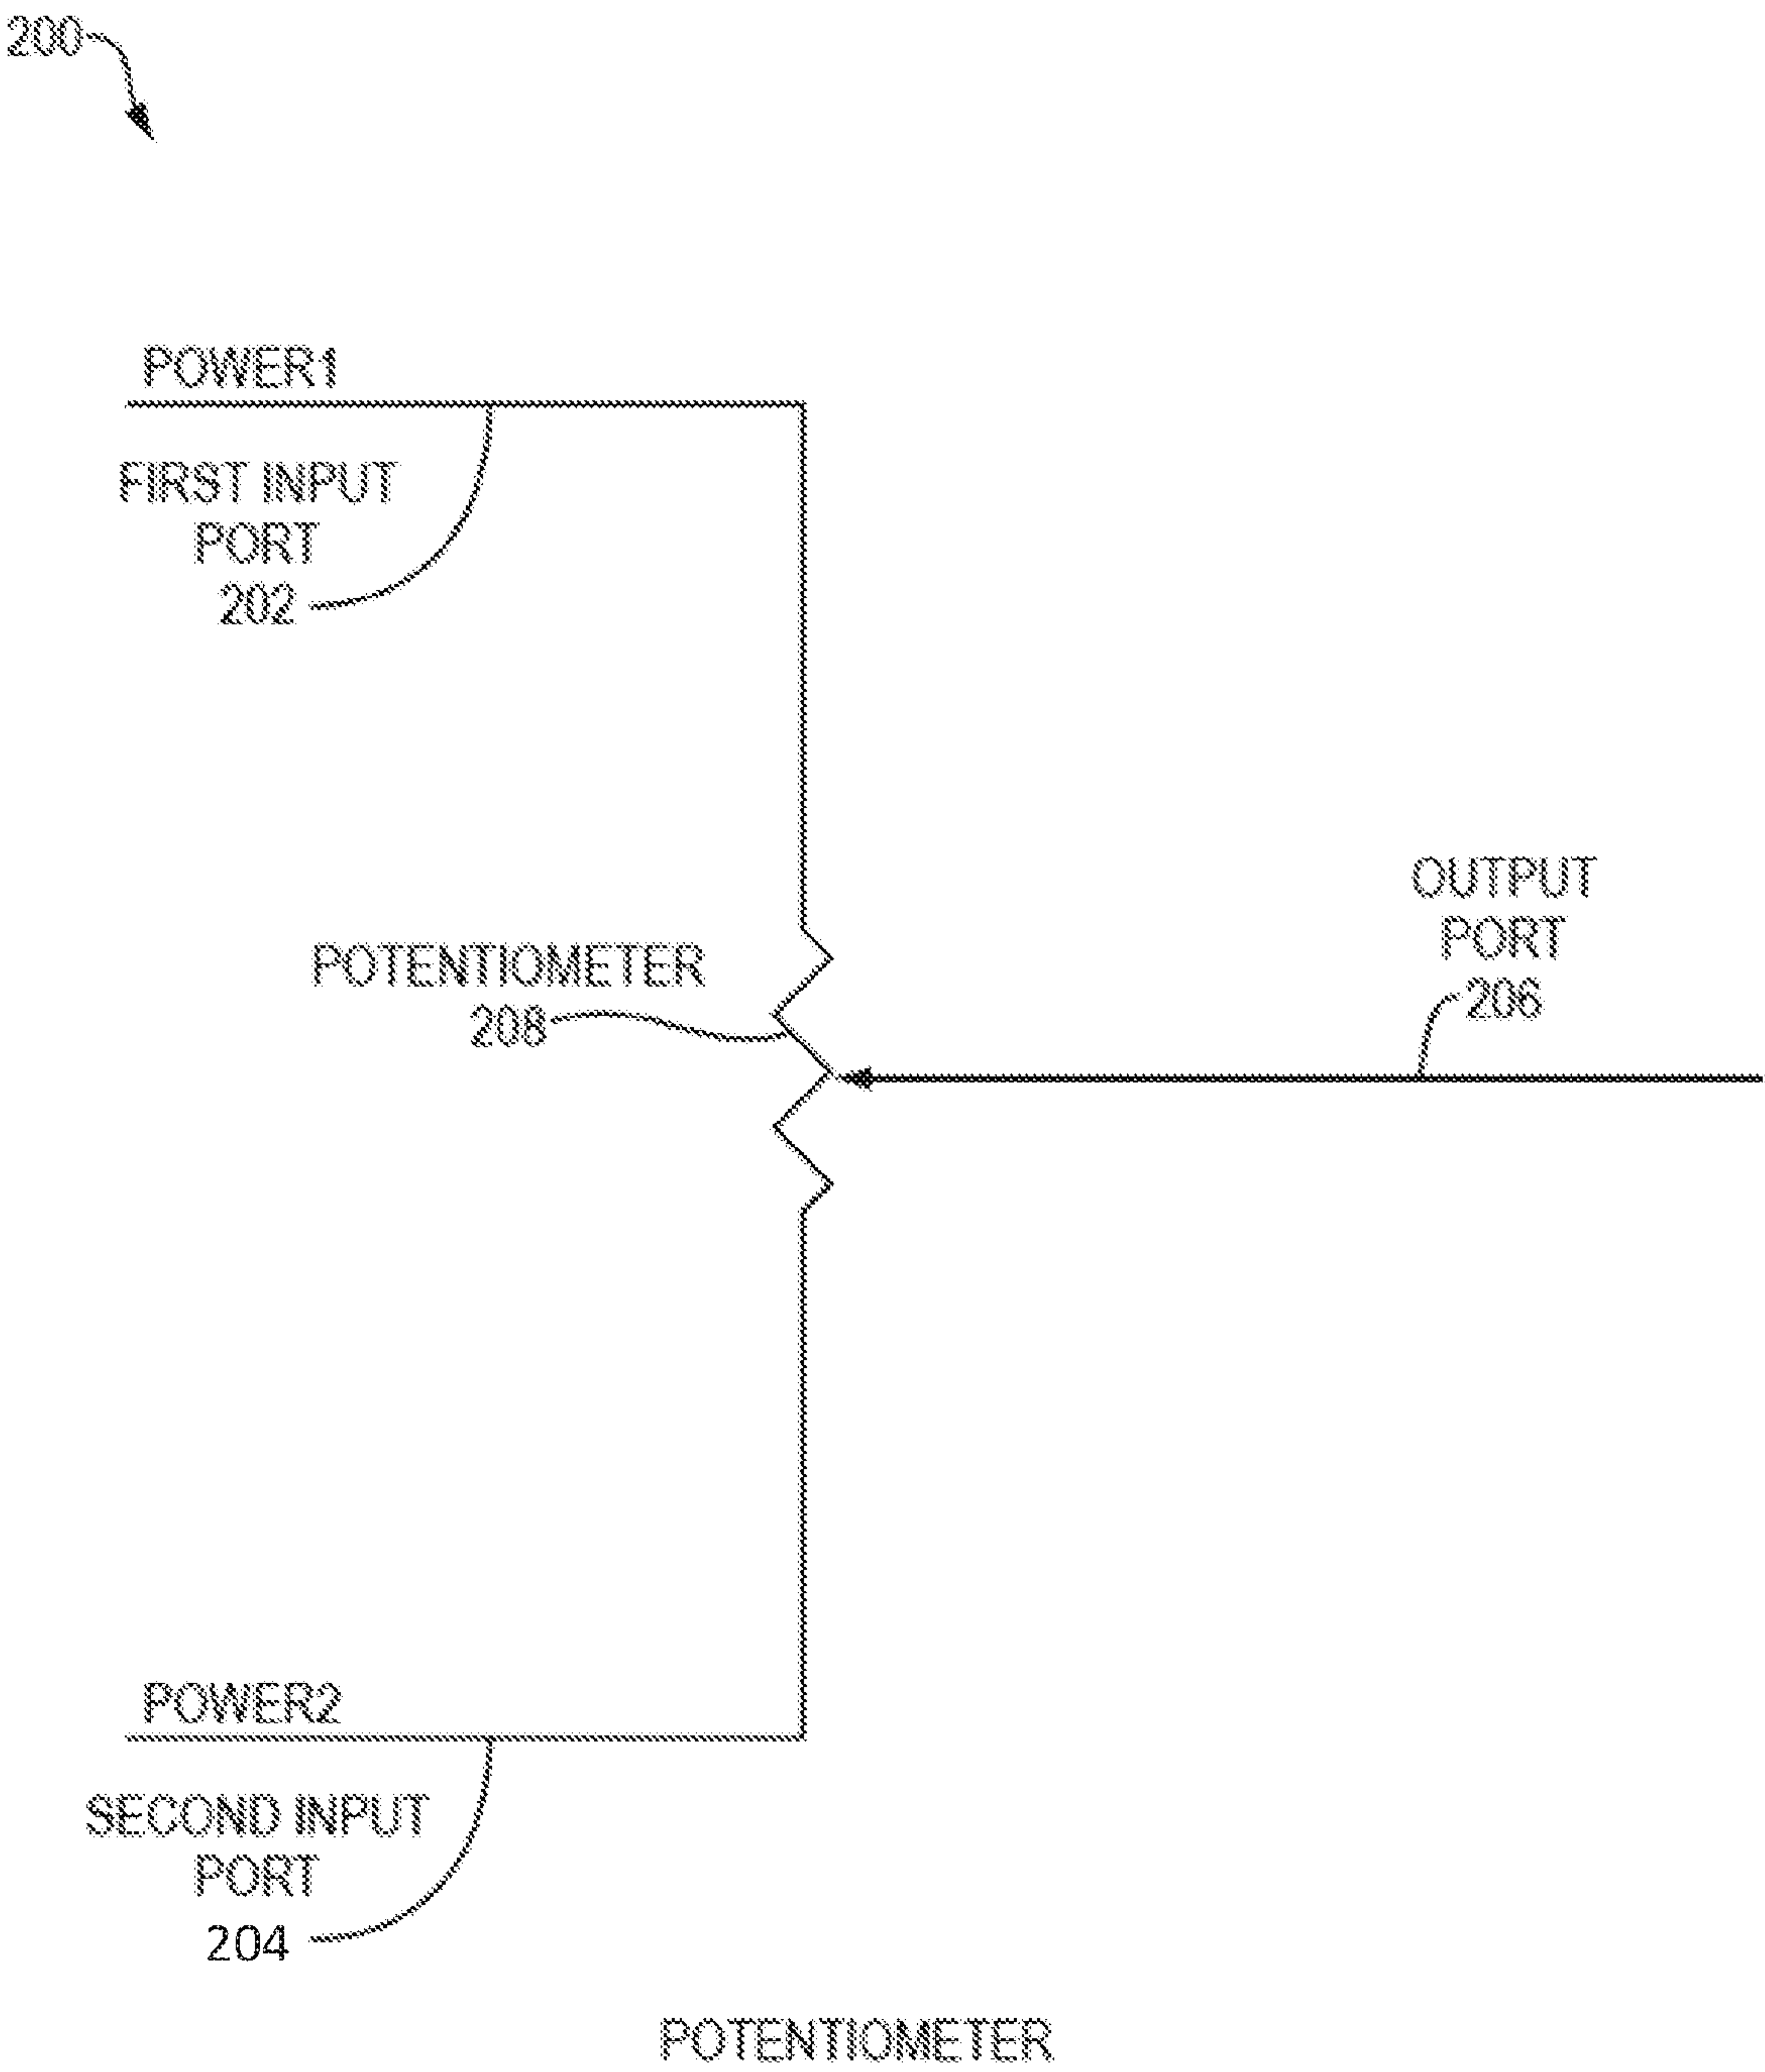 200
POWER1
FIRST INPUT
PORT
202
OUTPUT
PORT
206
POTENTIOMETER
208
POWER2
SECOND INPUT
PORT
204
POTENTIOMETER